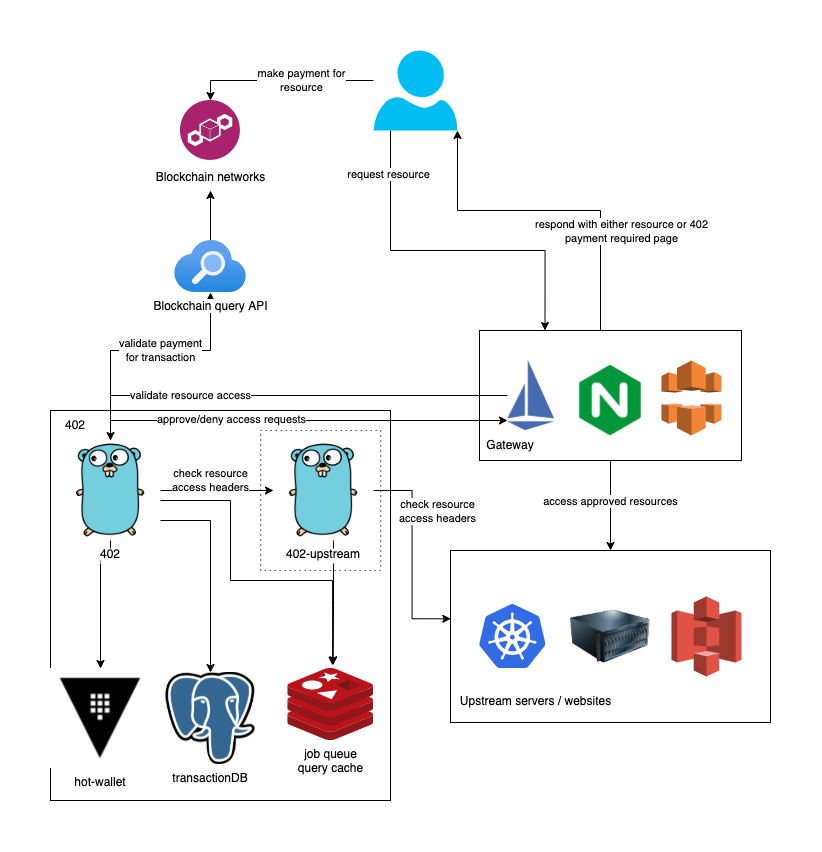 make payment for
resource
Blockchain networks
request resource
respond with either resource or 402
payment required page
Blockchain query API
validate payment
for transaction
validate resource access
approve/deny access requests
402
N
Gateway
check resource
access headers
check resource
access headers
access approved resources
402
402-upstream
Upstream servers / websites
hot-wallet
transactionDB
job queue
query cache